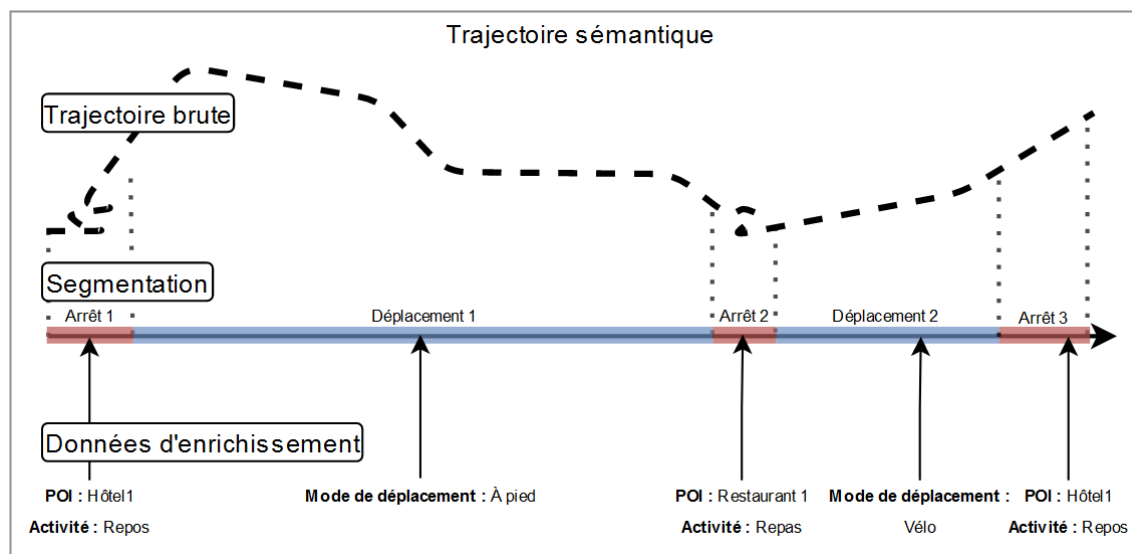 Trajectoire sémantique
Trajectoire brute
Segmentation
Arrêt 1
Déplacement 1
Arrêt 2
Déplacement 2
Arrêt 3
Données d'enrichissement
POI : Hôtel1
Activité : Repos
Mode de déplacement : À pied
POI : Restaurant 1
Activité : Repas
Mode de déplacement :
Vélo
POI : Hôtel1
Activité : Repos